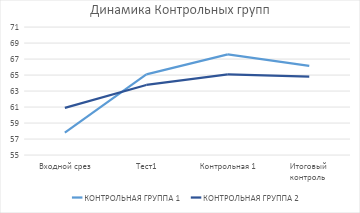 Динамика Контрольных групп
71
69
67
65
63
61
59
57
55
Входной срез
Тест1
Контрольная 1
Итоговый
контроль
КОНТРОЛЬНАЯ ГРУППА 1
КОНТРОЛЬНАЯ ГРУППА 2